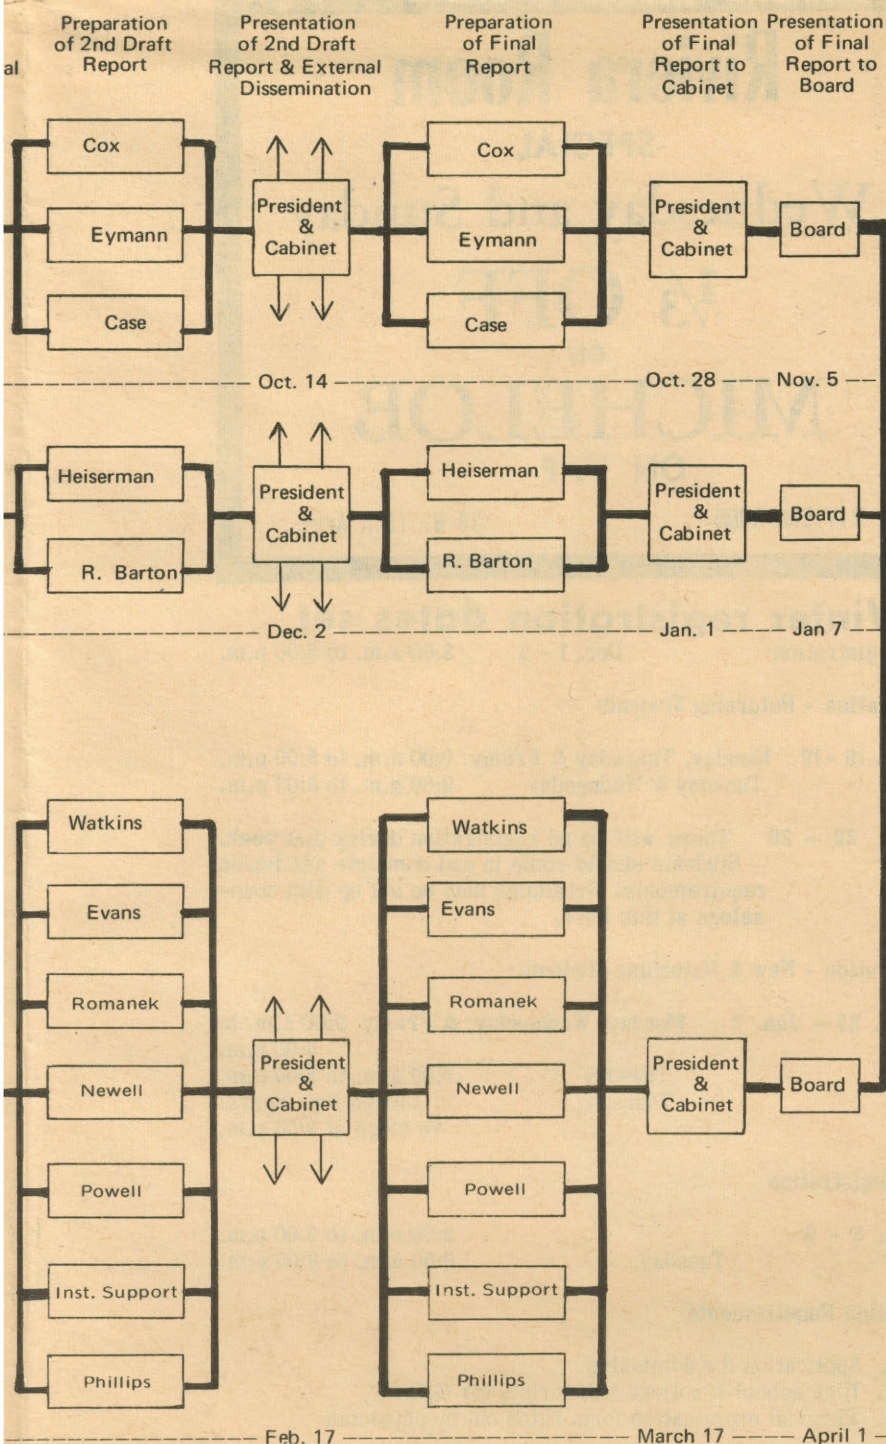 Preparation
of 2nd Draft
Report
Presentation
of 2nd Draft
Report & External
Dissemination
Preparation
of Final
Report
Presentation
of Final
Report to
Cabinet
Presentation
of Final
Report to
Board
al
Cox
Eymann
Case
President
&
Cabinet
Cox
Eymann
Case
President
&
Cabinet
Board
Oct. 14
Oct. 28
Nov. 5
Heiserman
R. Barton
President
&
Cabinet
Heiserman
R. Barton
President
&
Cabinet
Board
Dec. 2
Jan. 1
Jan 7
Watkins
Evans
Romanek
Newell
Powell
Inst. Support
Phillips
President
&
Cabinet
Watkins
Evans
Romanek
Newell
Powell
Inst. Support
Phillips
President
&
Cabinet
Board
Feb. 17
March 17
April 1